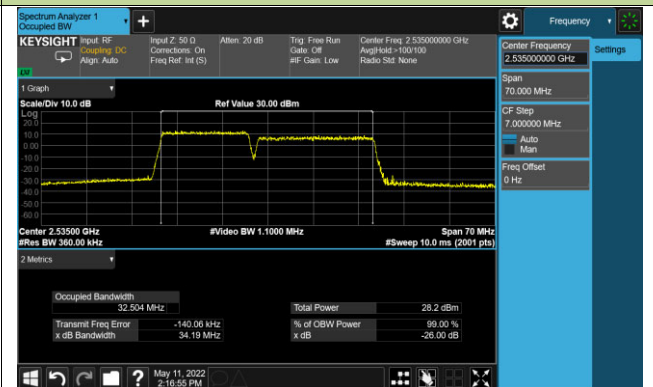 Spectrum Analyzer 1
Occupied BW
Frequency
KEYSIGHT
Input: RF
Coupling: DC
Align: Auto
Input Z: 50 Ω
Corrections: On
Freq Ref: Int (S)
Atten: 20 dB
Trig: Free Run
Gate: Off
#IF Gain: Low
Center Freq: 2.535000000 GHz
Avg|Hold:>100/100
Radio Std: None
Center Frequency
2.535000000 GHz
Settings
Span
70.000 MHz
CF Step
7.000000 MHz
Auto
Man
Freq Offset
0 Hz
1 Graph
Scale/Div 10.0 dB
Ref Value 30.00 dBm
Log
20.0
10.0
0.00
-10.0
-20.0
-30.0
-40.0
-50.0
-60.0
Center 2.53500 GHz
#Video BW 1.1000 MHz
Span 70 MHz
#Res BW 360.00 kHz
#Sweep 10.0 ms (2001 pts)
2 Metrics
Occupied Bandwidth
32.504 MHz
Total Power 28.2 dBm
Transmit Freq Error -140.06 kHz
% of OBW Power 99.00 %
x dB Bandwidth 34.19 MHz
x dB -26.00 dB
?
May 11, 2022
2:16:55 PM